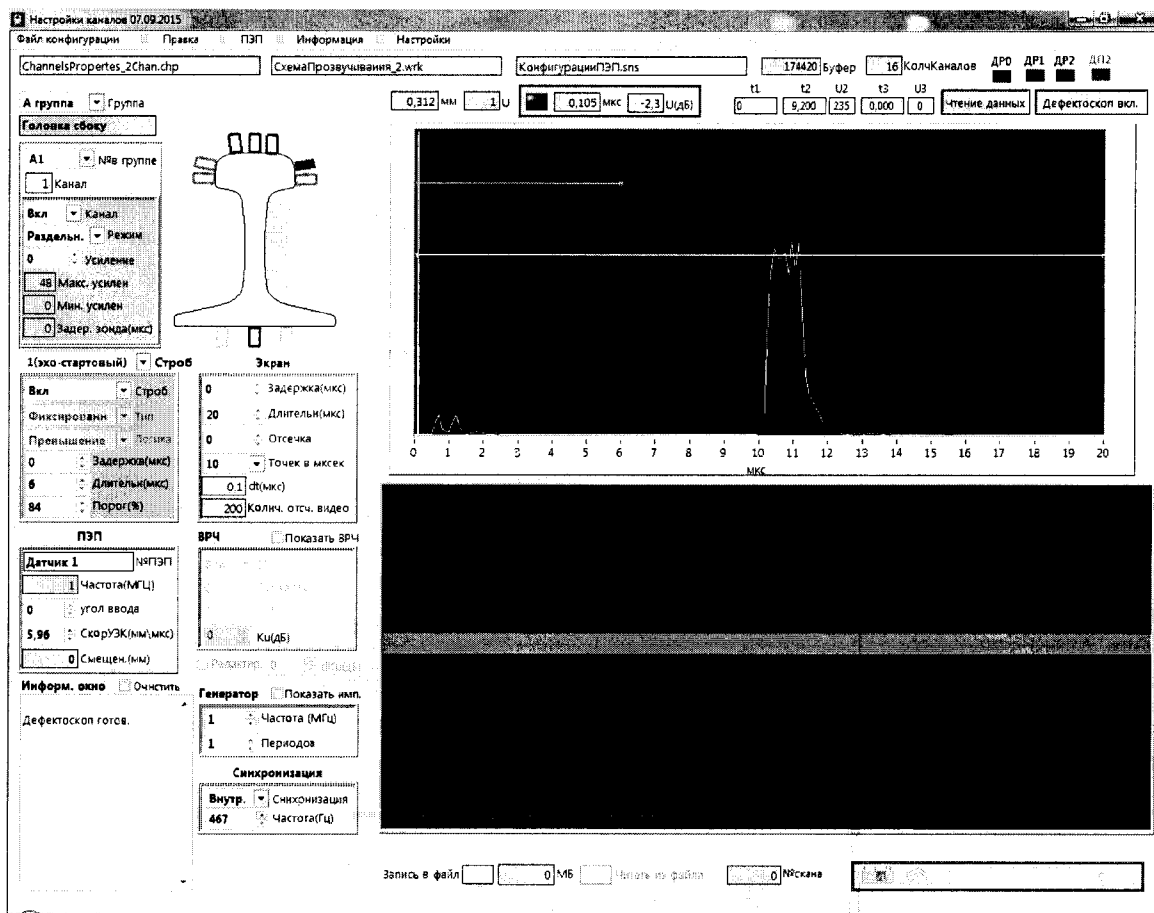 Настройки каналов 07.09.2015
Файл конфигурации Правка ПЭП Информация Настройки
ChannelsPropertes_2Chan.chp СхемаПрозвучывания_2.wrk КонфигурацииПЭП.sns 174420 Буфер 16 КолчКаналов ДР0 ДР1 ДР2 ДП2
А группа Группа 0,312 мм 1 U 0,105 мкс -2,3 U(дБ) t1 0 t2 9,200 U2 235 t3 0,000 U3 0 Чтение данных Дефектоскоп вкл.
Головка сбоку
А1 №в группе
1 Канал
Вкл Канал
Раздельн. Режим
0 Усиление
48 Макс. усилен
0 Мин. усилен
0 Задер. зонда(мкс)
1(эхо-стартовый) Строб
Вкл Строб
Фиксированн Тип
Превышение Логика
0 Задержка(мкс)
6 Длительн(мкс)
84 Порог(%)
Экран
0 Задержка(мкс)
20 Длительн(мкс)
0 Отсечка
10 Точек в мксек
0.1 dt(мкс)
200 Колич. отсч. видео
0 1 2 3 4 5 6 7 8 9 10 11 12 13 14 15 16 17 18 19 20
мкс
ПЭП
Датчик 1 №ПЭП
1 Частота(МГЦ)
0 угол ввода
5,96 СкорУЗК(мм\мкс)
0 Смещен.(мм)
ВРЧ Показать ВРЧ
0 Ku(дБ)
Редактир. 0
Информ. окно Очистить
Дефектоскоп готов.
Генератор Показать имп.
1 Частота (МГц)
1 Периодов
Синхронизация
Внутр. Синхронизация
467 Частота(Гц)
Запись в файл 0 МБ Читать из файла 0 №скана